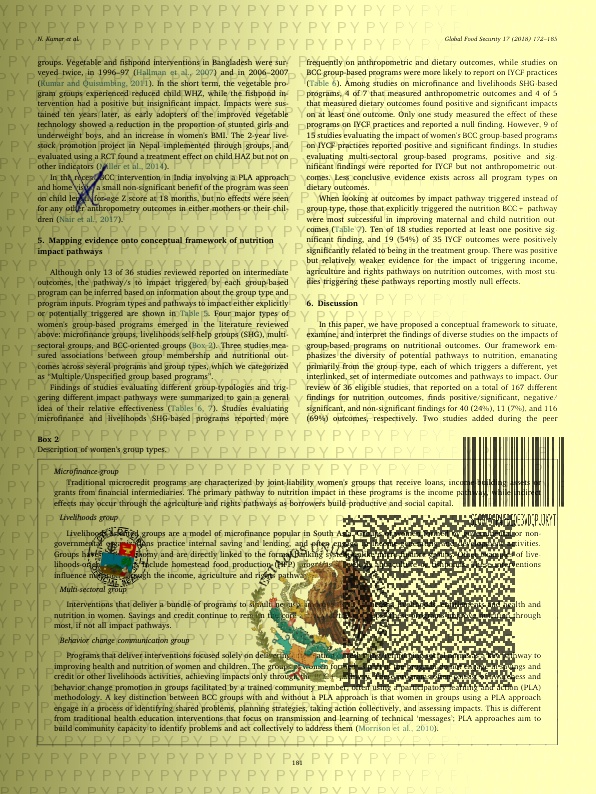 N. Kumar et al.
Global Food Security 17 (2018) 172–185
groups. Vegetable and fishpond interventions in Bangladesh were sur-
veyed twice, in 1996–97 (Hallman et al., 2007) and in 2006–2007
(Kumar and Quisumbing, 2011). In the short term, the vegetable pro-
gram groups experienced reduced child WHZ, while the fishpond in-
tervention had a positive but insignificant impact. Impacts were sus-
tained ten years later, as early adopters of the improved vegetable
technology showed a reduction in the proportion of stunted girls and
underweight boys, and an increase in women's BMI. The 2-year live-
stock promotion project in Nepal implemented through groups, and
evaluated using a RCT found a treatment effect on child HAZ but not on
other indicators (Miller et al., 2014).
In the recent BCC intervention in India involving a PLA approach
and home visits, a small non-significant benefit of the program was seen
on child length-for-age Z score at 18 months, but no effects were seen
for any other anthropometry outcomes in either mothers or their chil-
dren (Nair et al., 2017).
5. Mapping evidence onto conceptual framework of nutrition
impact pathways
Although only 13 of 36 studies reviewed reported on intermediate
outcomes, the pathway/s to impact triggered by each group-based
program can be inferred based on information about the group type and
program inputs. Program types and pathways to impact either explicitly
or potentially triggered are shown in Table 5. Four major types of
women's group-based programs emerged in the literature reviewed
above: microfinance groups, livelihoods self-help groups (SHG), multi-
sectoral groups, and BCC-oriented groups (Box 2). Three studies mea-
sured associations between group membership and nutritional out-
comes across several programs and group types, which we categorized
as "Multiple/Unspecified group based programs".
Findings of studies evaluating different group-typologies and trig-
gering different impact pathways were summarized to gain a general
idea of their relative effectiveness (Tables 6, 7). Studies evaluating
microfinance and livelihoods SHG-based programs reported more
frequently on anthropometric and dietary outcomes, while studies on
BCC group-based programs were more likely to report on IYCF practices
(Table 6). Among studies on microfinance and livelihoods SHG-based
programs, 4 of 7 that measured anthropometric outcomes and 4 of 5
that measured dietary outcomes found positive and significant impacts
on at least one outcome. Only one study measured the effect of these
programs on IYCF practices and reported a null finding. However, 9 of
15 studies evaluating the impact of women's BCC group-based programs
on IYCF practices reported positive and significant findings. In studies
evaluating multi-sectoral group-based programs, positive and sig-
nificant findings were reported for IYCF but not anthropometric out-
comes. Less conclusive evidence exists across all program types on
dietary outcomes.
When looking at outcomes by impact pathway triggered instead of
group type, those that explicitly triggered the nutrition BCC+ pathway
were most successful in improving maternal and child nutrition out-
comes (Table 7). Ten of 18 studies reported at least one positive sig-
nificant finding, and 19 (54%) of 35 IYCF outcomes were positively
significantly related to being in the treatment group. There was positive
but relatively weaker evidence for the impact of triggering income,
agriculture and rights pathways on nutrition outcomes, with most stu-
dies triggering these pathways reporting mostly null effects.
6. Discussion
In this paper, we have proposed a conceptual framework to situate,
examine, and interpret the findings of diverse studies on the impacts of
group-based programs on nutritional outcomes. Our framework em-
phasizes the diversity of potential pathways to nutrition, emanating
primarily from the group type, each of which triggers a different, yet
interlinked, set of intermediate outcomes and pathways to impact. Our
review of 36 eligible studies, that reported on a total of 167 different
findings for nutrition outcomes, finds positive/significant, negative/
significant, and non-significant findings for 40 (24%), 11 (7%), and 116
(69%) outcomes, respectively. Two studies added during the peer
Box 2
Description of women's group types.
Microfinance group
Traditional microcredit programs are characterized by joint-liability women's groups that receive loans, income-building assets or
grants from financial intermediaries. The primary pathway to nutrition impact in these programs is the income pathway, while indirect
effects may occur through the agriculture and rights pathways as borrowers build productive and social capital.
Livelihoods group
Livelihoods groups are a model of microfinance popular in South
governmental practice internal saving and lending, and often
Groups have and are directly linked to the formal banking of live-
include homestead food production (HFP)
influence through the income, agriculture and rights
Multi-sectoral group
Interventions that deliver a bundle of programs to health and
nutrition in women. Savings and credit continue to through
most, if not all impact pathways.
Behavior change communication group
Programs that deliver interventions focused solely on pathway to
improving health and nutrition of women and children. The groups of women and
credit or other livelihoods activities, achieving impacts only through and
behavior change promotion in groups facilitated by a trained community member, often using a participatory learning and action (PLA)
methodology. A key distinction between BCC groups with and without a PLA approach is that women in groups using a PLA approach
engage in a process of identifying shared problems, planning strategies, taking action collectively, and assessing impacts. This is different
from traditional health education interventions that focus on transmission and learning of technical 'messages'; PLA approaches aim to
build community capacity to identify problems and act collectively to address them (Morrison et al., 2010).
181